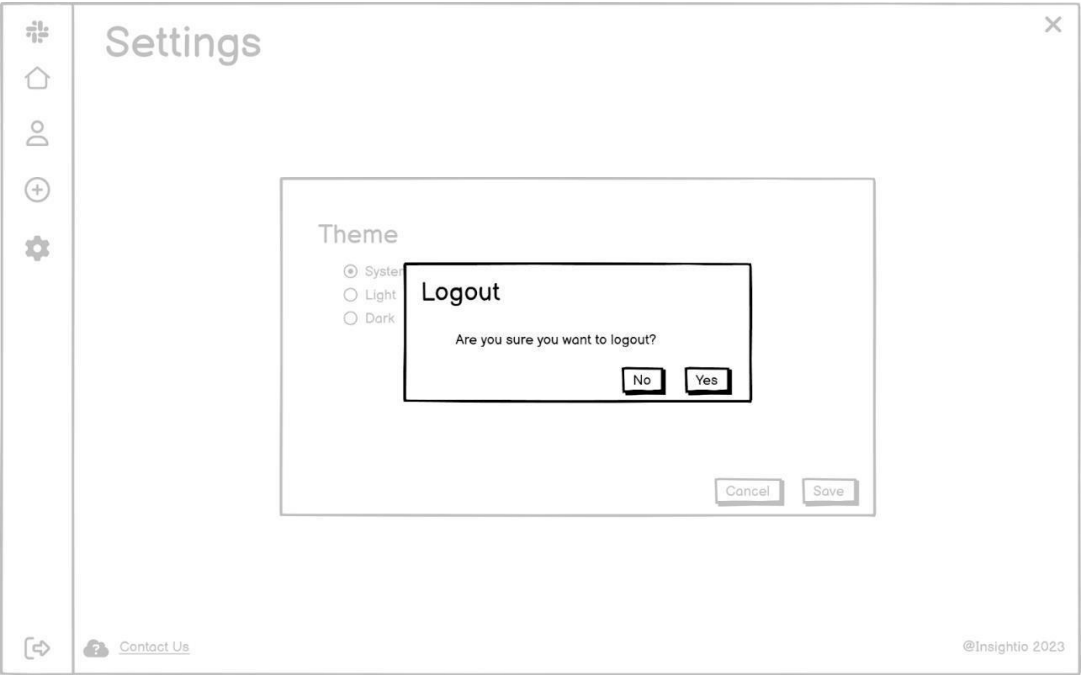 Settings
Theme
Light
Dark
Logout
Are you sure you want to logout?
No Yes
Cancel Save
? Contact Us
@Insightio 2023